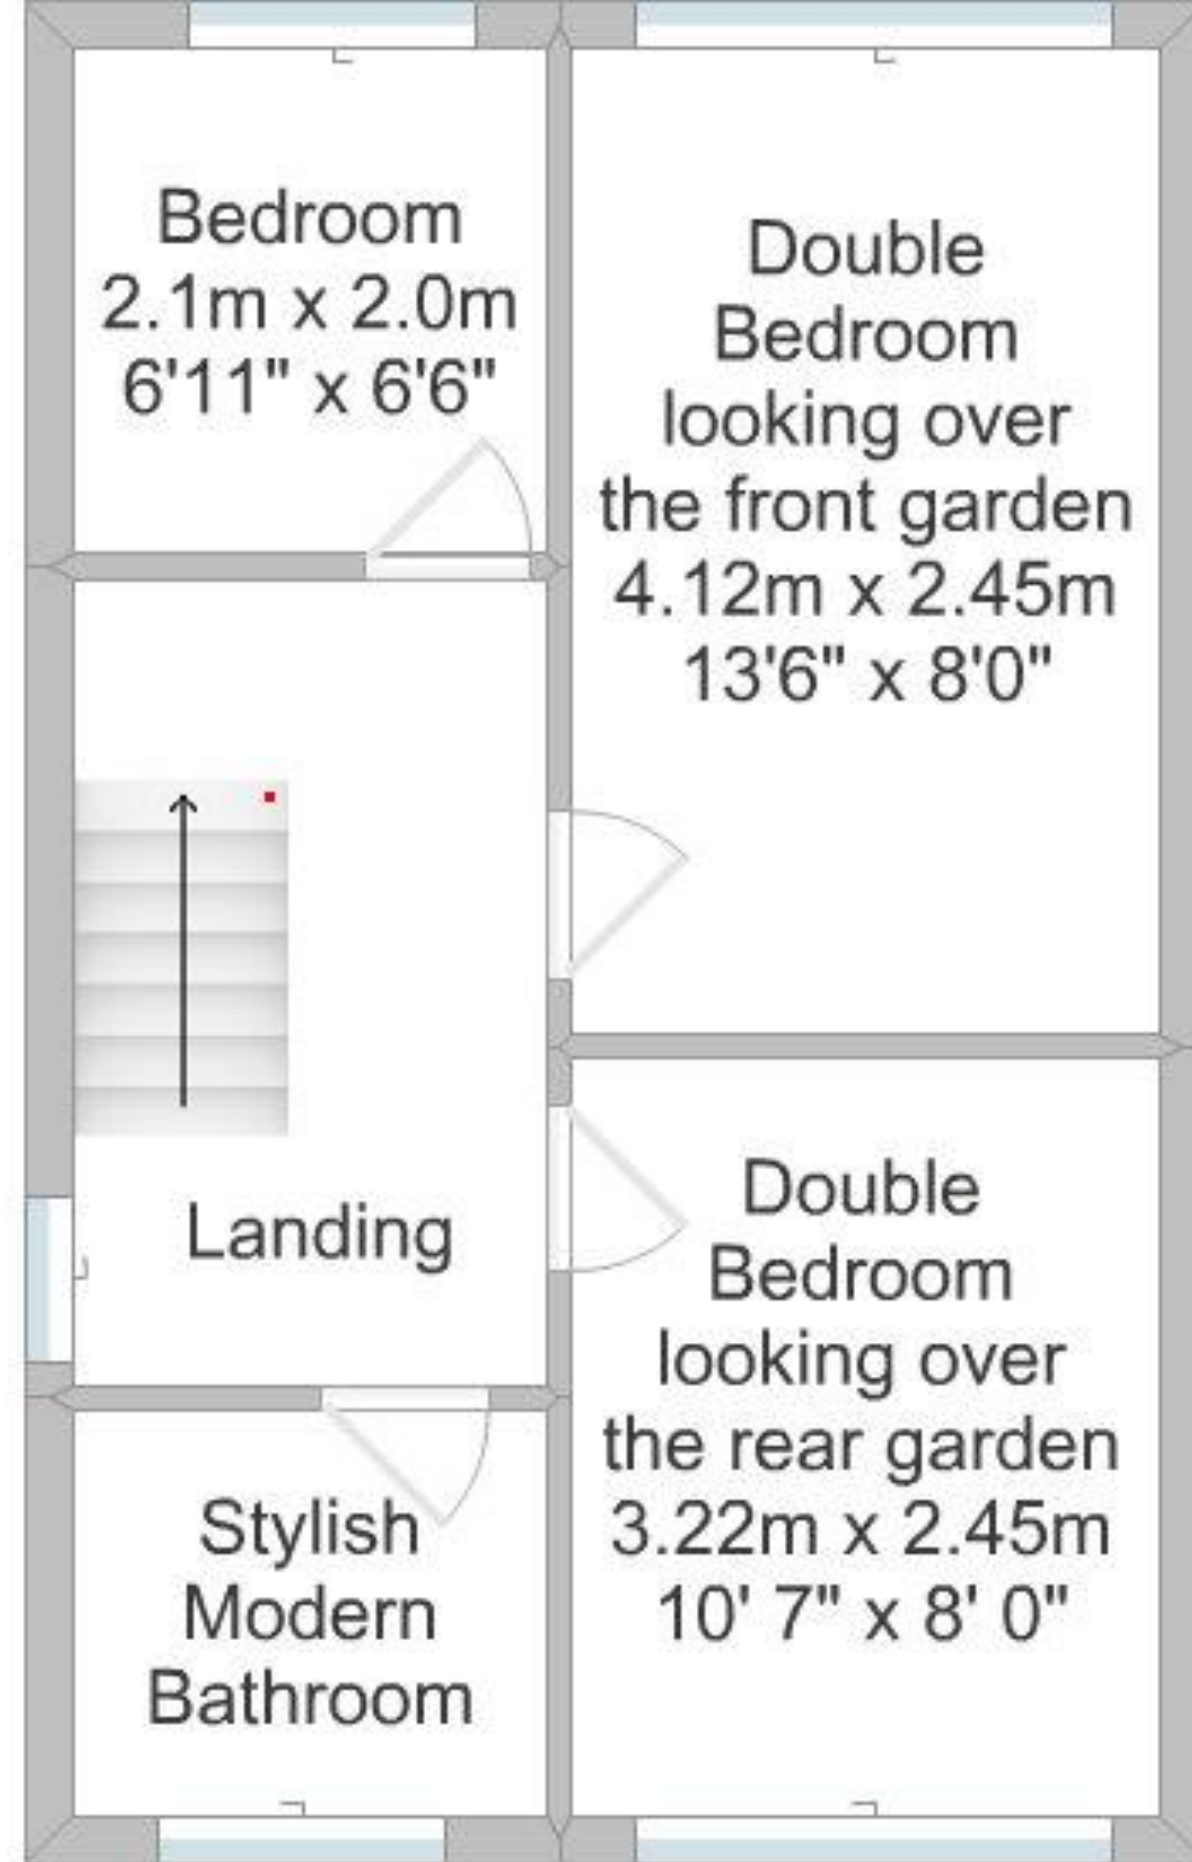 Bedroom
2.1m x 2.0m
6'11" x 6'6"
Double
Bedroom
looking over
the front garden
4.12m x 2.45m
13'6" x 8'0"
Landing
Double
Bedroom
looking over
the rear garden
3.22m x 2.45m
10' 7" x 8' 0"
Stylish
Modern
Bathroom